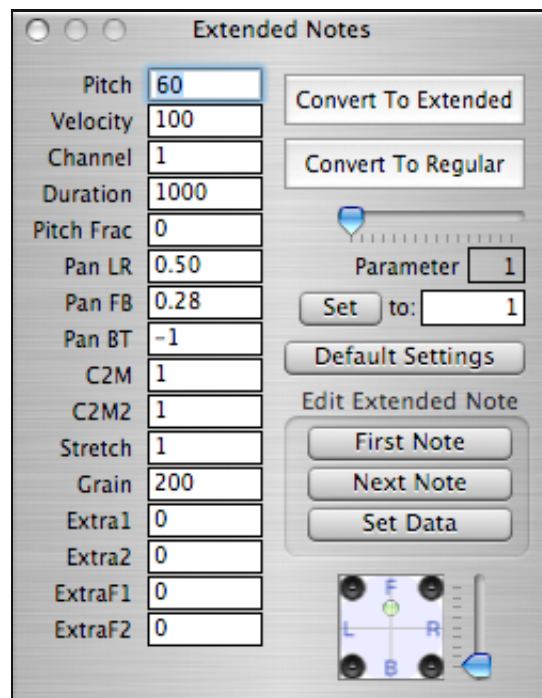 Extended Notes
Pitch 60
Velocity 100
Channel 1
Duration 1000
Pitch Frac 0
Pan LR 0.50
Pan FB 0.28
Pan BT -1
C2M 1
C2M2 1
Stretch 1
Grain 200
Extra1 0
Extra2 0
ExtraF1 0
ExtraF2 0
Convert To Extended
Convert To Regular
Parameter 1
Set to: 1
Default Settings
Edit Extended Note
First Note
Next Note
Set Data
F
L R
B